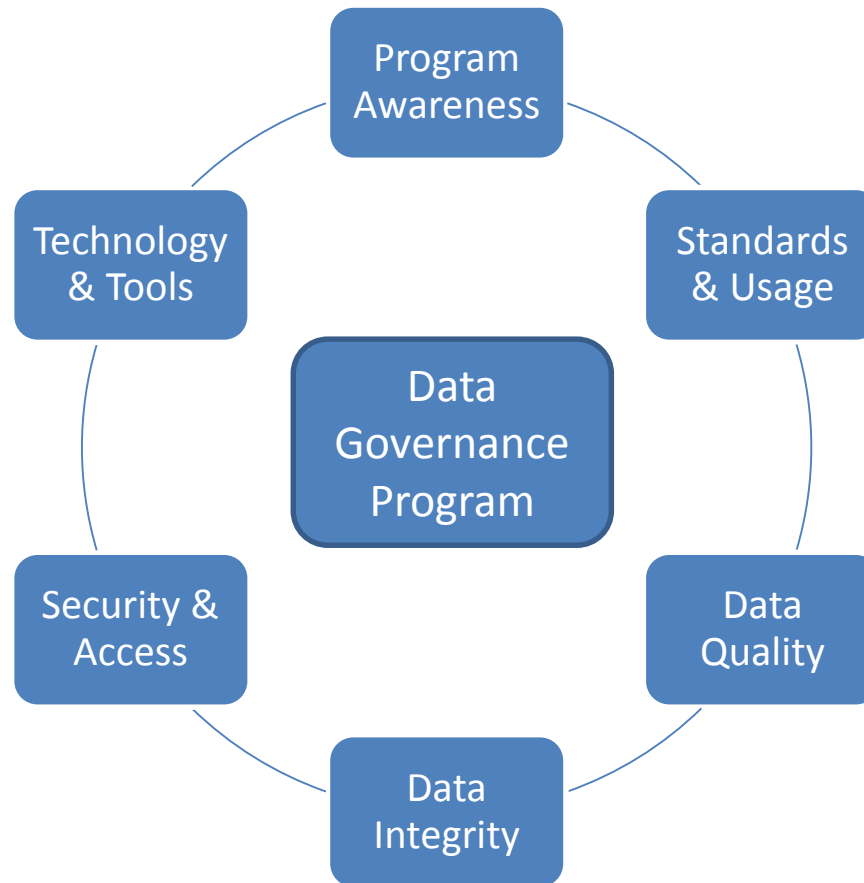 Program
Awareness
Technology
& Tools
Standards
& Usage
Data
Governance
Program
Security &
Access
Data
Quality
Data
Integrity